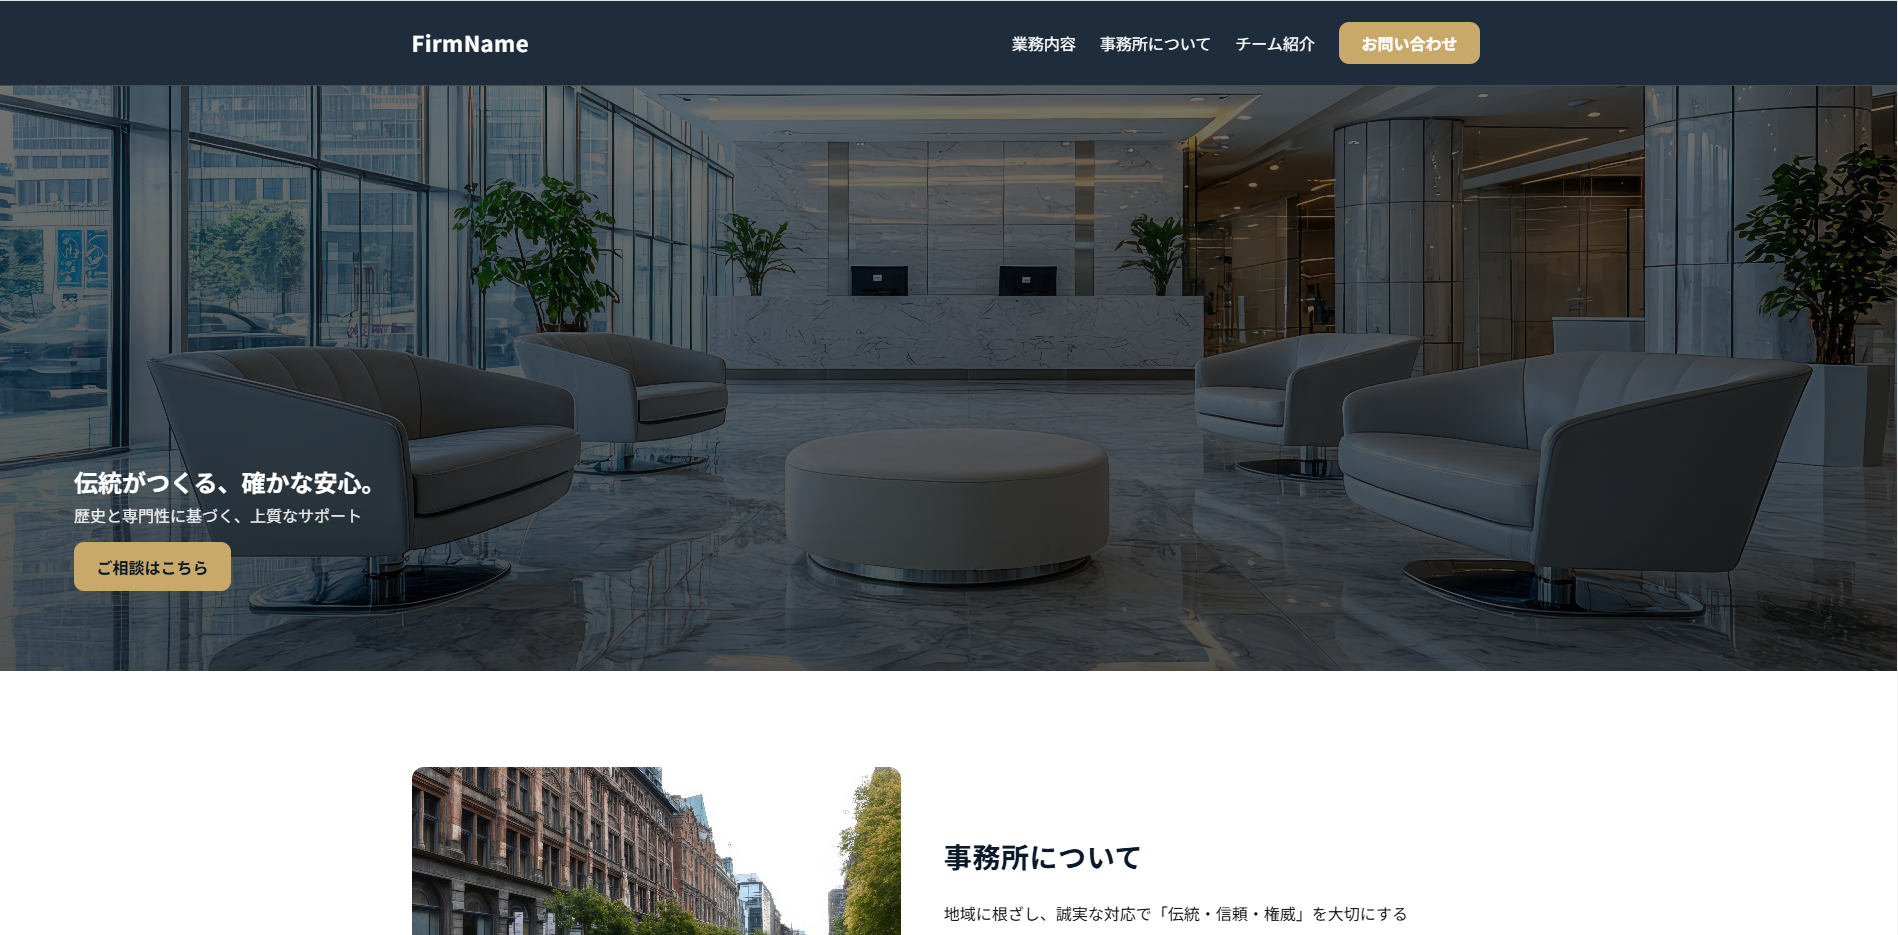 FirmName
業務内容
事務所について
チーム紹介
お問い合わせ
伝統がつくる、確かな安心。
歴史と専門性に基づく、上質なサポート
ご相談はこちら
事務所について
地域に根ざし、誠実な対応で「伝統・信頼・権威」を大切にする